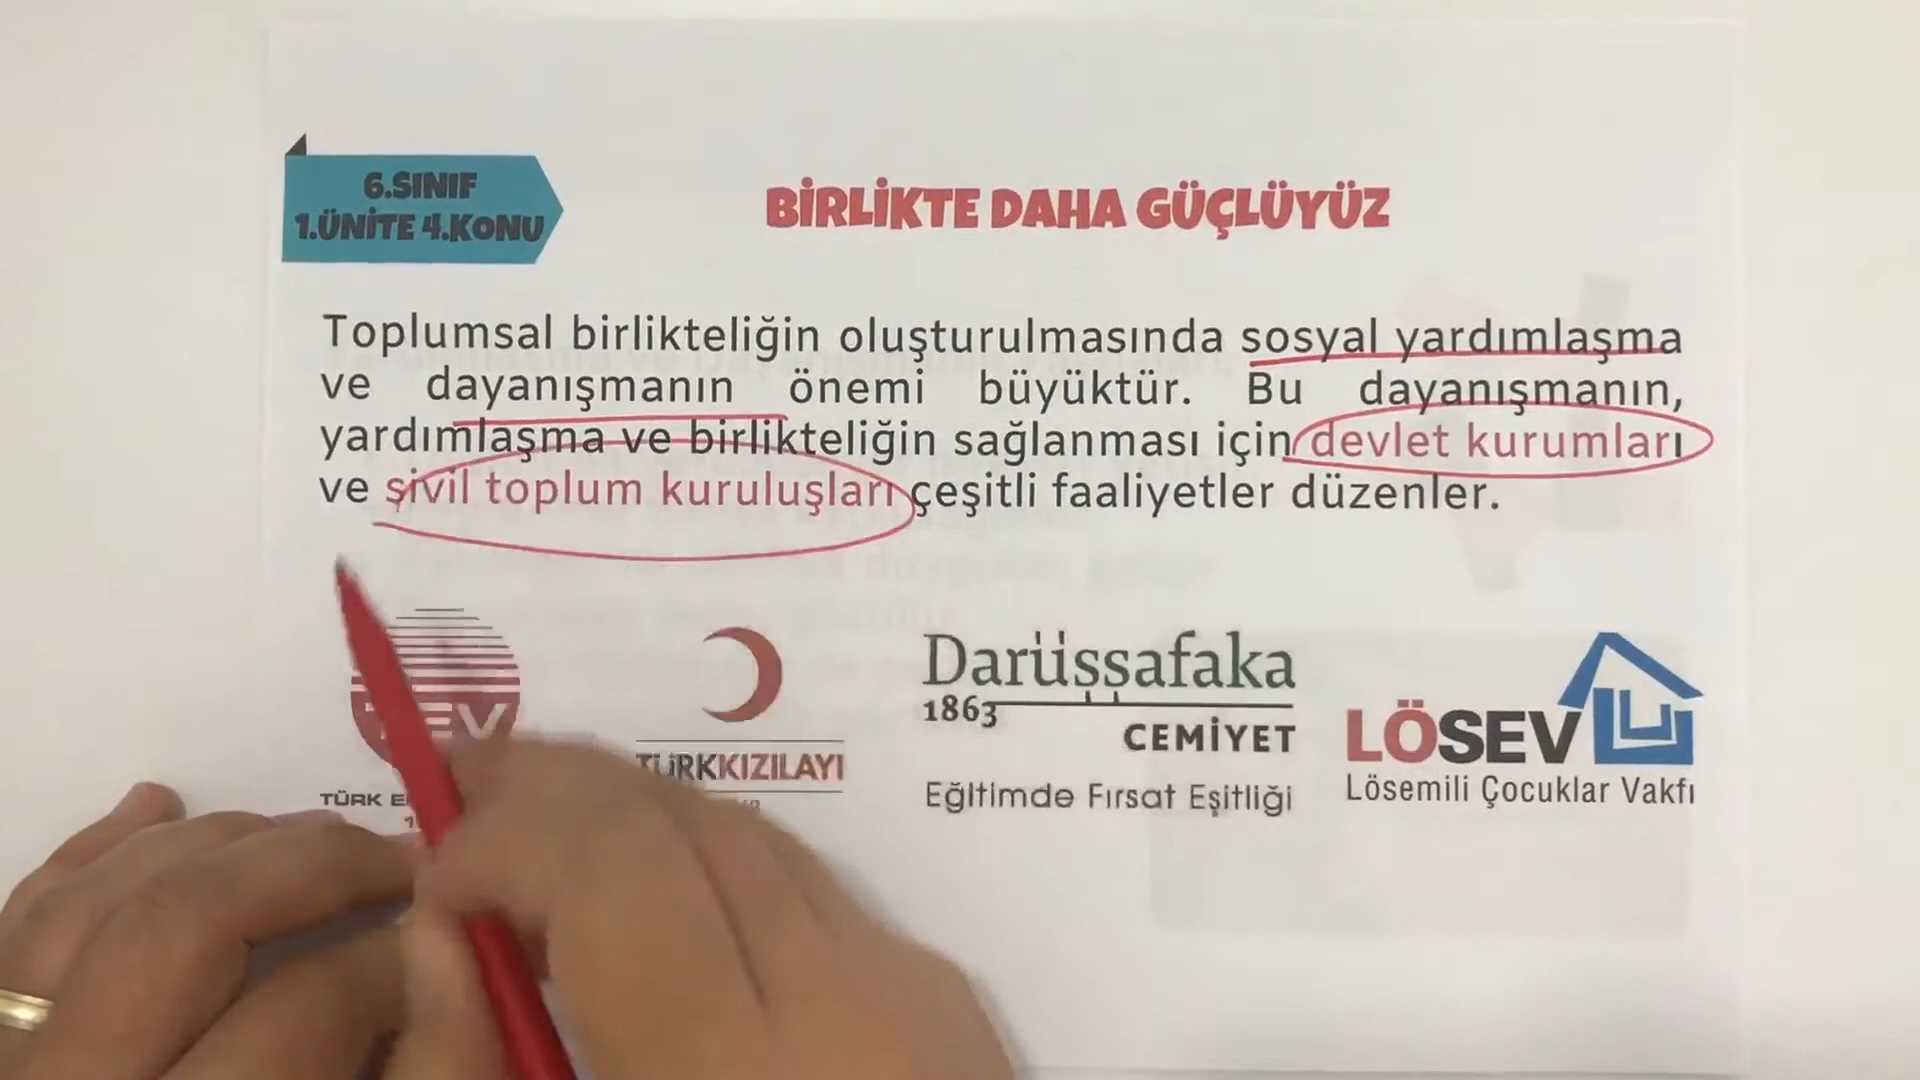 6.SINIF
1.ÜNİTE 4.KONU
BİRLİKTE DAHA GÜÇLÜYÜZ
Toplumsal birlikteliğin oluşturulmasında sosyal yardımlaşma
ve dayanışmanın önemi büyüktür. Bu dayanışmanın,
yardımlaşma ve birlikteliğin sağlanması için devlet kurumları
ve sivil toplum kuruluşları çeşitli faaliyetler düzenler.
TÜRK
TÜRKKIZILAYI
Darüşşafaka
1863
CEMİYET
Eğitimde Fırsat Eşitliği
LÖSEV
Lösemili Çocuklar Vakfı